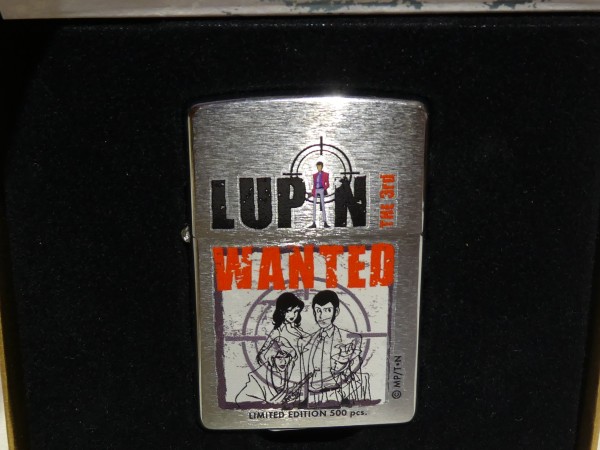 LUPIN THE 3rd
WANTED
LIMITED EDITION 500 pcs.
© MP/T•N